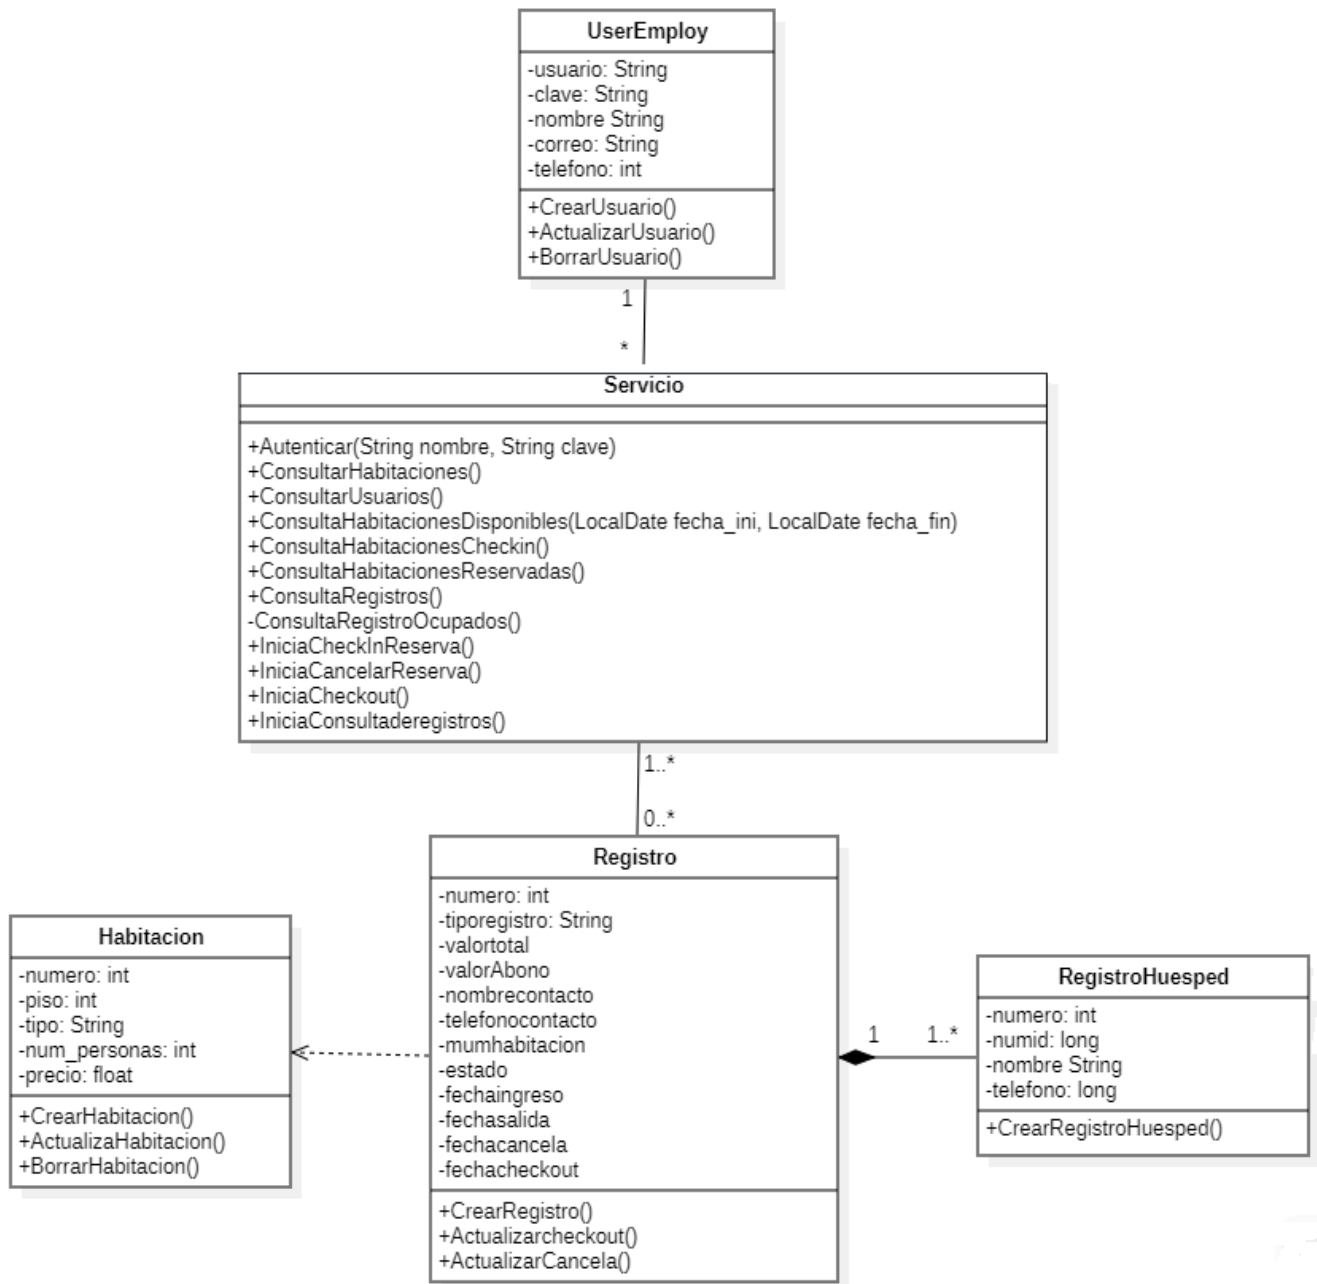 UserEmploy
-usuario: String
-clave: String
-nombre String
-correo: String
-telefono: int
+CrearUsuario()
+ActualizarUsuario()
+BorrarUsuario()
1
*
Servicio
+Autenticar(String nombre, String clave)
+ConsultarHabitaciones()
+ConsultarUsuarios()
+ConsultaHabitacionesDisponibles(LocalDate fecha_ini, LocalDate fecha_fin)
+ConsultaHabitacionesCheckin()
+ConsultaHabitacionesReservadas()
+ConsultaRegistros()
-ConsultaRegistroOcupados()
+IniciaCheckInReserva()
+IniciaCancelarReserva()
+IniciaCheckout()
+IniciaConsultaderegistros()
1..*
0..*
Registro
-numero: int
-tiporegistro: String
-valortotal
-valorAbono
-nombrecontacto
-telefonocontacto
-mumhabitacion
-estado
-fechaingreso
-fechasalida
-fechacancela
-fechacheckout
+CrearRegistro()
+Actualizarcheckout()
+ActualizarCancela()
Habitacion
-numero: int
-piso: int
-tipo: String
-num_personas: int
-precio: float
+CrearHabitacion()
+ActualizaHabitacion()
+BorrarHabitacion()
1
1..*
RegistroHuesped
-numero: int
-numid: long
-nombre String
-telefono: long
+CrearRegistroHuesped()